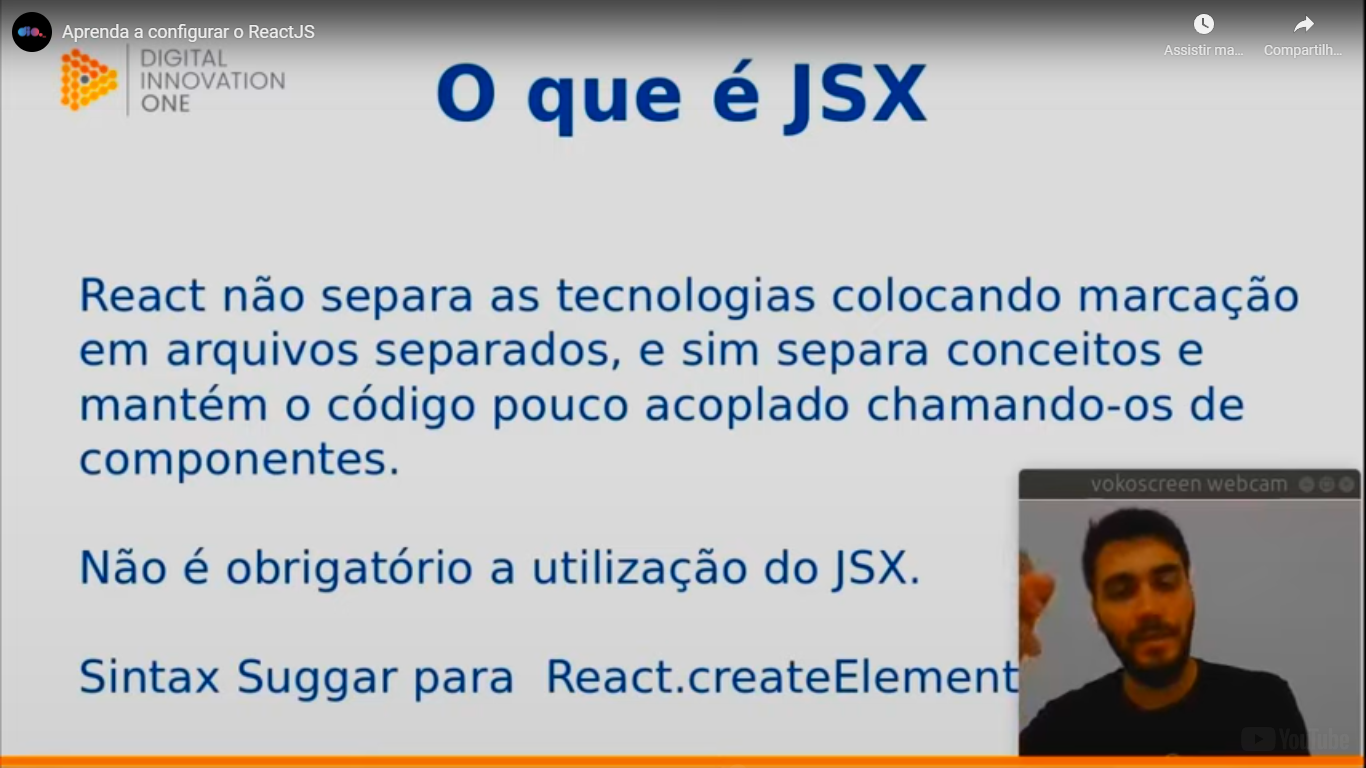 dio.
Aprenda a configurar o ReactJS
Assistir ma...
Compartilh...
DIGITAL
INNOVATION
ONE
O que é JSX
React não separa as tecnologias colocando marcação
em arquivos separados, e sim separa conceitos e
mantém o código pouco acoplado chamando-os de
componentes.
Não é obrigatório a utilização do JSX.
Sintax Suggar para React.createElement
vokoscreen webcam
YouTube